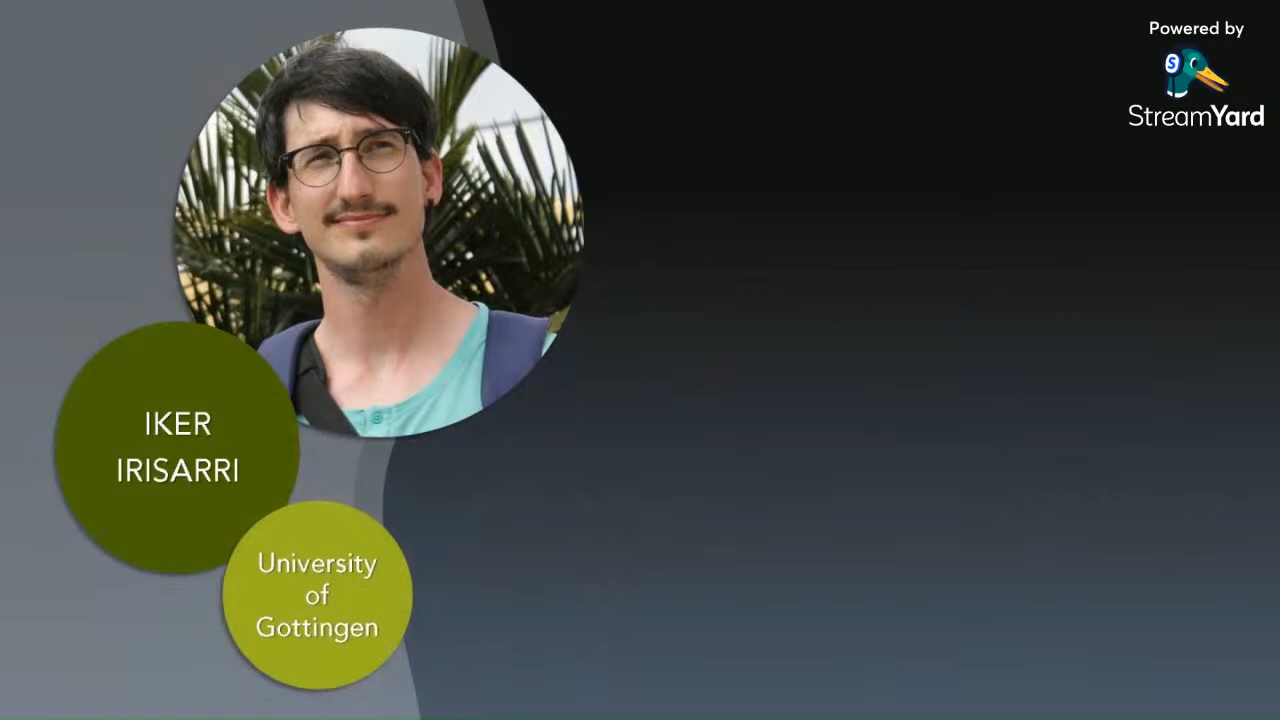 Powered by
S
StreamYard
IKER
IRISARRI
University
of
Gottingen